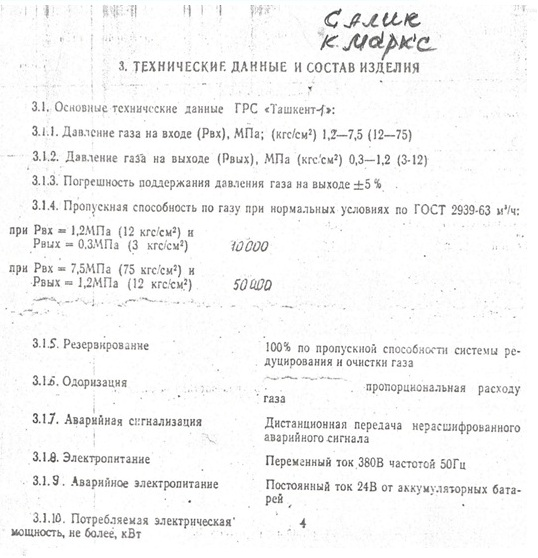 САЛИК
К. МАРКС
3. ТЕХНИЧЕСКИЕ ДАННЫЕ И СОСТАВ ИЗДЕЛИЯ
3.1. Основные технические данные ГРС «Ташкент-1»:
3.1.1. Давление газа на входе (Рвх), МПа; (кгс/см²) 1,2—7,5 (12—75)
3.1.2. Давление газа на выходе (Рвых), МПа (кгс/см²) 0,3—1,2 (3-12)
3.1.3. Погрешность поддержания давления газа на выходе ±5 %
3.1.4. Пропускная способность по газу при нормальных условиях по ГОСТ 2939-63 м³/ч:
при Рвх = 1,2МПа (12 кгс/см²) и
Рвых = 0,3МПа (3 кгс/см²) 10000
при Рвх = 7,5МПа (75 кгс/см²) и
Рвых = 1,2МПа (12 кгс/см²) 50000
3.1.5. Резервирование 100% по пропускной способности системы ре-
дуцирования и очистки газа
3.1.6. Одоризация пропорциональная расходу
газа
3.1.7. Аварийная сигнализация Дистанционная передача нерасшифрованного
аварийного сигнала
3.1.8. Электропитание Переменный ток 380В частотой 50Гц
3.1.9. Аварийное электропитание Постоянный ток 24В от аккумуляторных бата-
рей
3.1.10. Потребляемая электрическая 4
мощность, не более, кВт